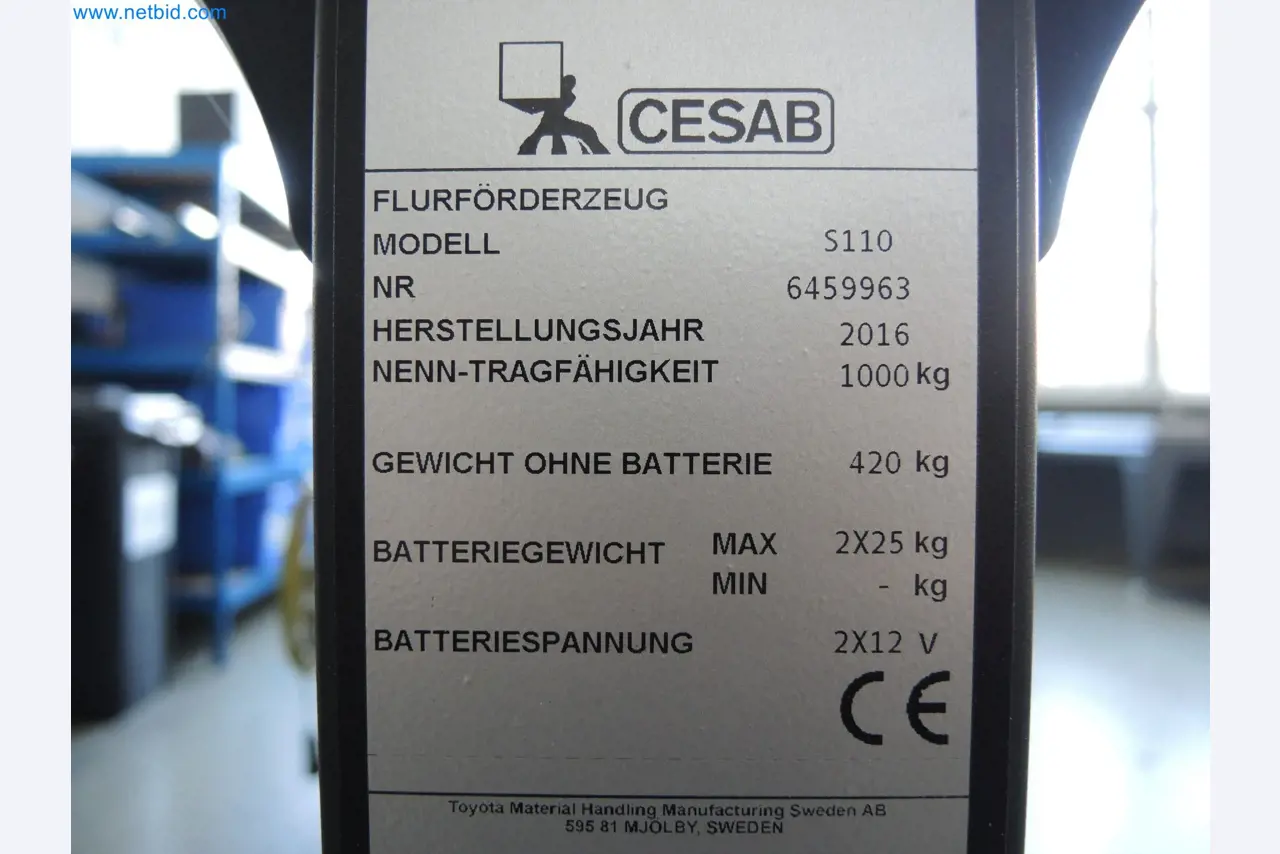 www.netbid.com
CESAB
FLURFÖRDERZEUG
MODELL S110
NR 6459963
HERSTELLUNGSJAHR 2016
NENN-TRAGFÄHIGKEIT 1000 kg
GEWICHT OHNE BATTERIE 420 kg
BATTERIEGEWICHT MAX 2X25 kg
MIN - kg
BATTERIESPANNUNG 2X12 V
CE
Toyota Material Handling Manufacturing Sweden AB
595 81 MJÖLBY, SWEDEN